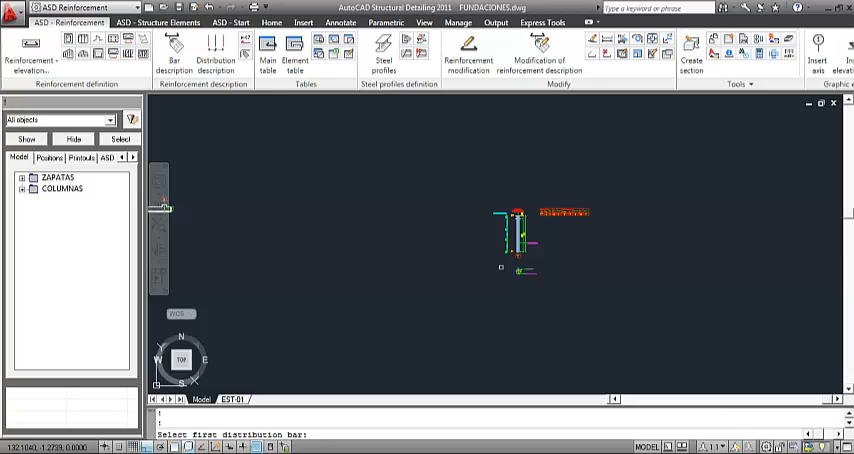 ASD Reinforcement
AutoCAD Structural Detailing 2011 FUNDACIONES.dwg
Type a keyword or phrase
ASD - Reinforcement
ASD - Structure Elements
ASD - Start
Home
Insert
Annotate
Parametric
View
Manage
Output
Express Tools
Reinforcement - elevation...
Bar description
Distribution description
Main table
Element table
Steel profiles
Reinforcement modification
Modification of reinforcement description
Create section
Insert axis
Reinforcement definition
Reinforcement description
Tables
Steel profiles definition
Modify
Tools
All objects
Show
Hide
Select
Model
Positions
Printouts
ASD
ZAPATAS
COLUMNAS
WCS
N
W
TOP
E
S
Y
X
Model
EST-01
:
:
Select first distribution bar:
132.1040, -1.2739, 0.0000
MODEL
1:1